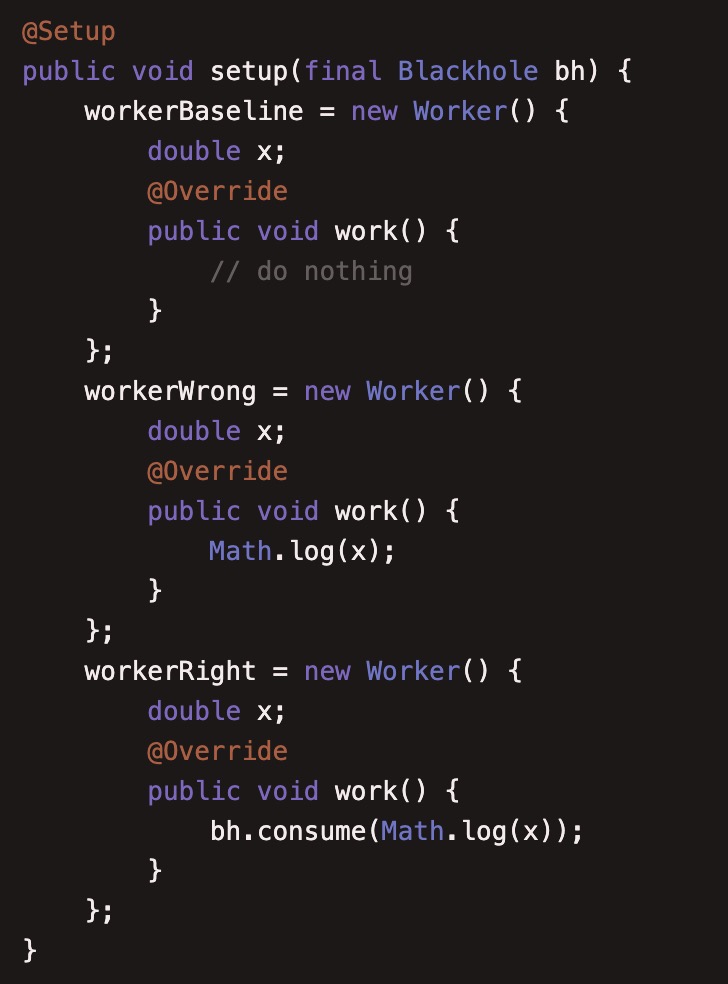 @Setup
public void setup(final Blackhole bh) {
    workerBaseline = new Worker() {
        double x;
        @Override
        public void work() {
            // do nothing
        }
    };
    workerWrong = new Worker() {
        double x;
        @Override
        public void work() {
            Math.log(x);
        }
    };
    workerRight = new Worker() {
        double x;
        @Override
        public void work() {
            bh.consume(Math.log(x));
        }
    };
}